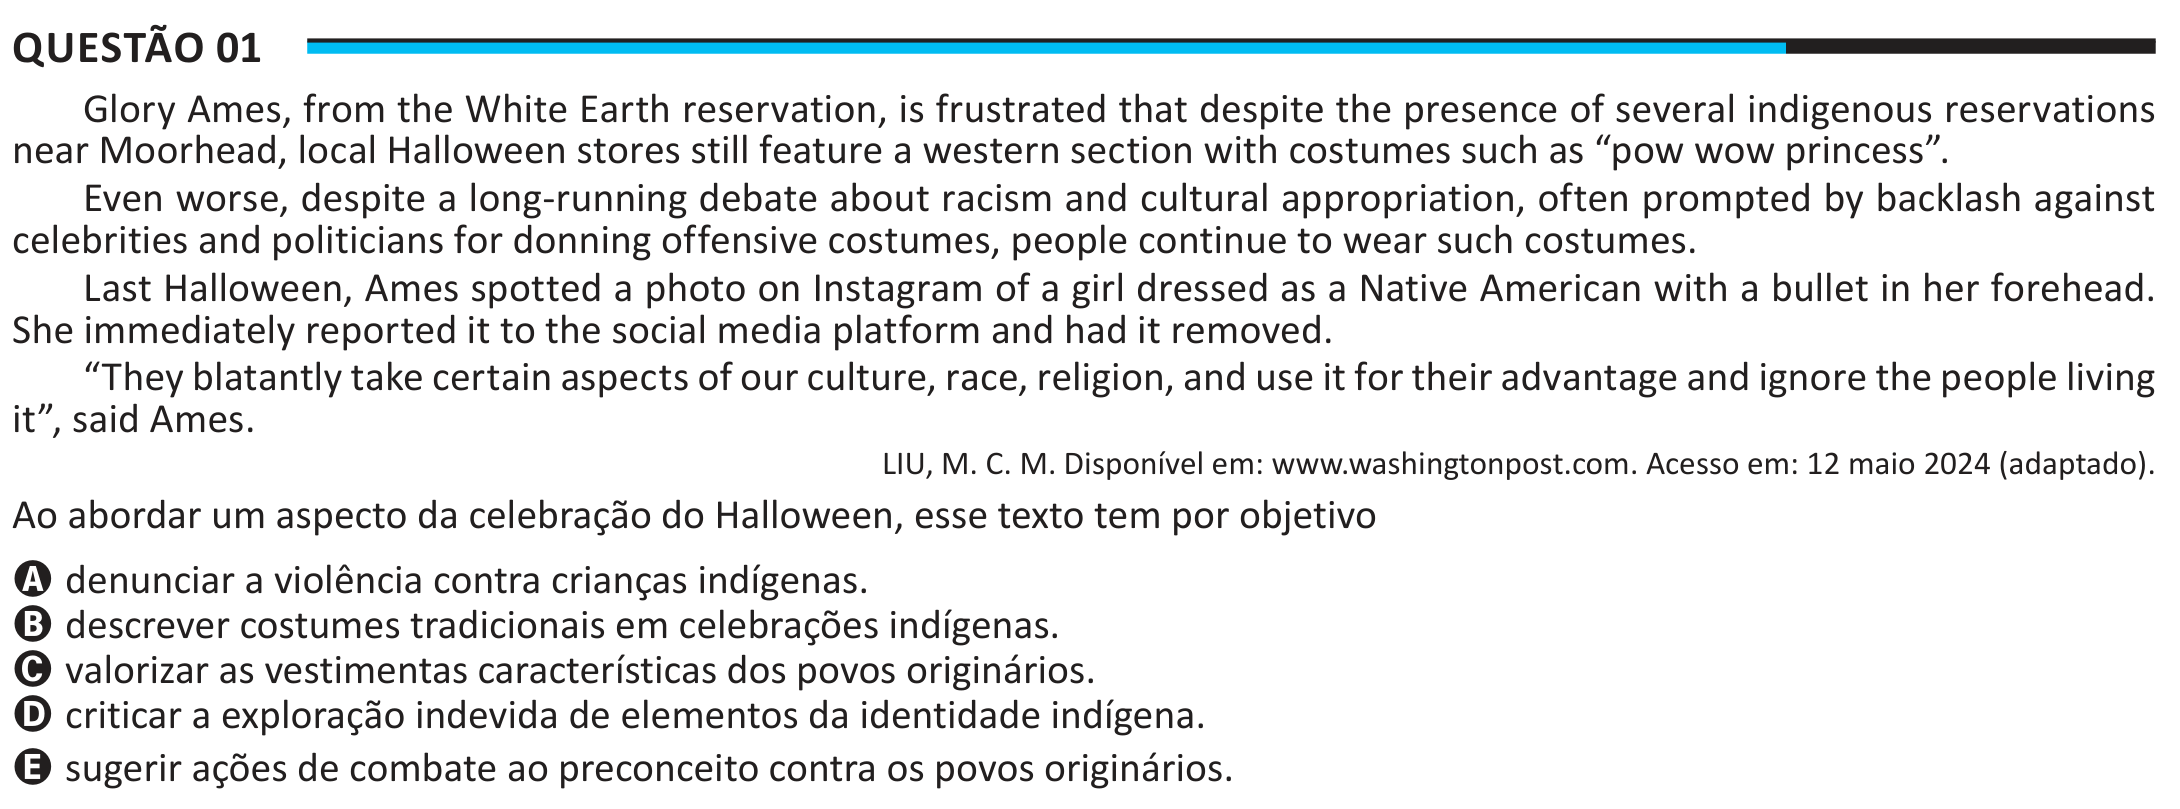 QUESTÃO 01
Glory Ames, from the White Earth reservation, is frustrated that despite the presence of several indigenous reservations
near Moorhead, local Halloween stores still feature a western section with costumes such as “pow wow princess”.
Even worse, despite a long-running debate about racism and cultural appropriation, often prompted by backlash against
celebrities and politicians for donning offensive costumes, people continue to wear such costumes.
Last Halloween, Ames spotted a photo on Instagram of a girl dressed as a Native American with a bullet in her forehead.
She immediately reported it to the social media platform and had it removed.
“They blatantly take certain aspects of our culture, race, religion, and use it for their advantage and ignore the people living
it”, said Ames.
LIU, M. C. M. Disponível em: www.washingtonpost.com. Acesso em: 12 maio 2024 (adaptado).
Ao abordar um aspecto da celebração do Halloween, esse texto tem por objetivo
A denunciar a violência contra crianças indígenas.
B descrever costumes tradicionais em celebrações indígenas.
C valorizar as vestimentas características dos povos originários.
D criticar a exploração indevida de elementos da identidade indígena.
E sugerir ações de combate ao preconceito contra os povos originários.